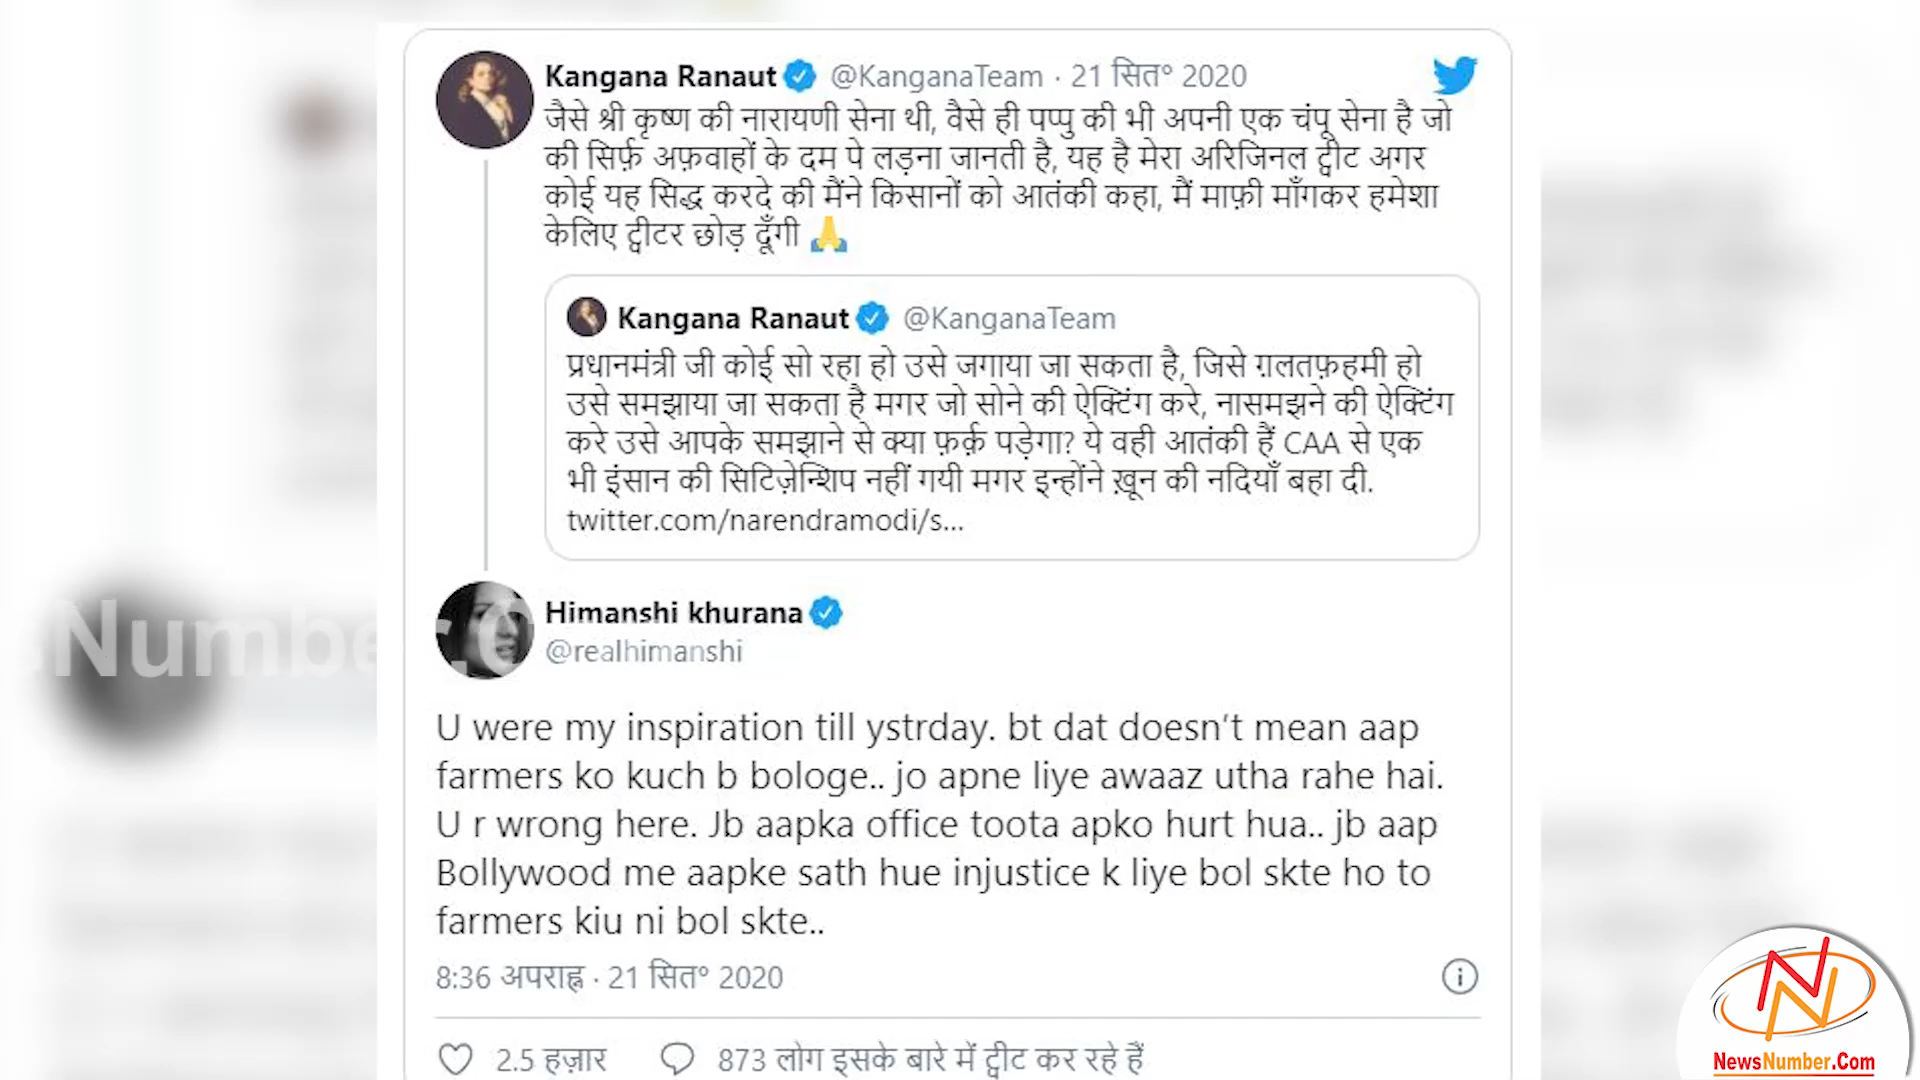 Kangana Ranaut @KanganaTeam · 21 सित॰ 2020
जैसे श्री कृष्ण की नारायणी सेना थी, वैसे ही पप्पु की भी अपनी एक चंपू सेना है जो
की सिर्फ़ अफ़वाहों के दम पे लड़ना जानती है, यह है मेरा अरिजिनल ट्वीट अगर
कोई यह सिद्ध करदे की मैंने किसानों को आतंकी कहा, मैं माफ़ी माँगकर हमेशा
केलिए ट्वीटर छोड़ दूँगी 🙏
Kangana Ranaut @KanganaTeam
प्रधानमंत्री जी कोई सो रहा हो उसे जगाया जा सकता है, जिसे ग़लतफ़हमी हो
उसे समझाया जा सकता है मगर जो सोने की ऐक्टिंग करे, नासमझने की ऐक्टिंग
करे उसे आपके समझाने से क्या फ़र्क़ पड़ेगा? ये वही आतंकी हैं CAA से एक
भी इंसान की सिटिज़ेन्शिप नहीं गयी मगर इन्होंने ख़ून की नदियाँ बहा दी.
twitter.com/narendramodi/s...
Himanshi khurana
@realhimanshi
sNumber.C
U were my inspiration till ystrday. bt dat doesn't mean aap
farmers ko kuch b bologe.. jo apne liye awaaz utha rahe hai.
U r wrong here. Jb aapka office toota apko hurt hua.. jb aap
Bollywood me aapke sath hue injustice k liye bol skte ho to
farmers kiu ni bol skte..
8:36 अपराह्न · 21 सित॰ 2020
2.5 हज़ार 873 लोग इसके बारे में ट्वीट कर रहे हैं
NewsNumber.Com